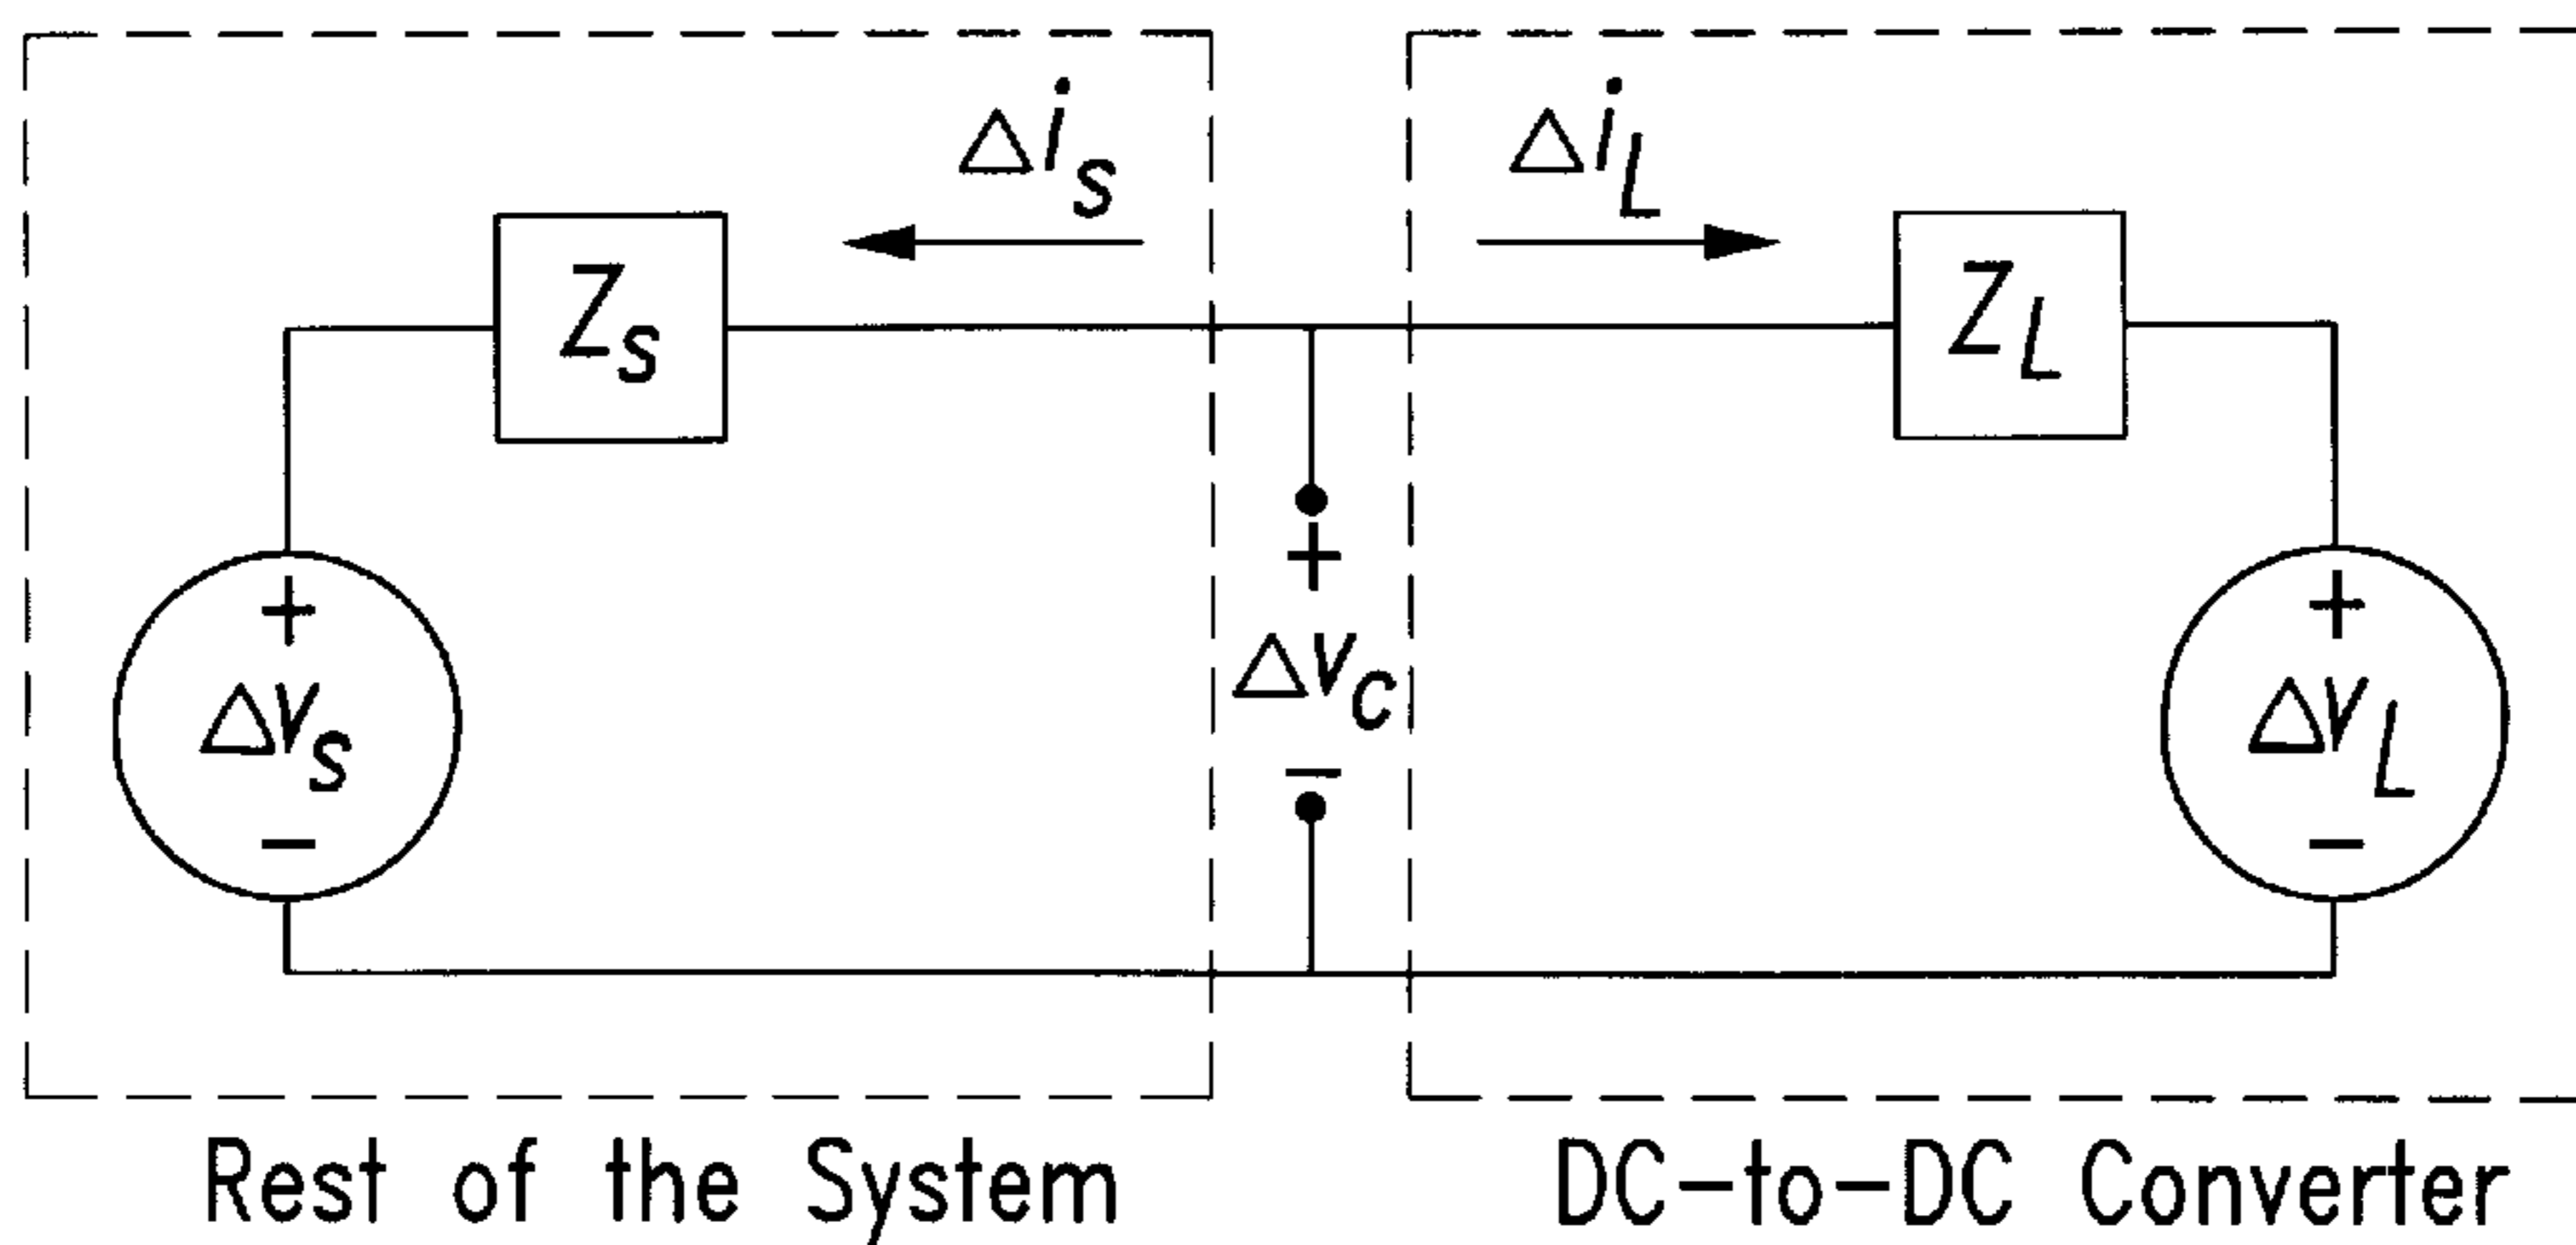 Δi_s Δi_L
Z_s Z_L
+ + +
Δv_s Δv_c Δv_L
− − −
Rest of the System DC-to-DC Converter